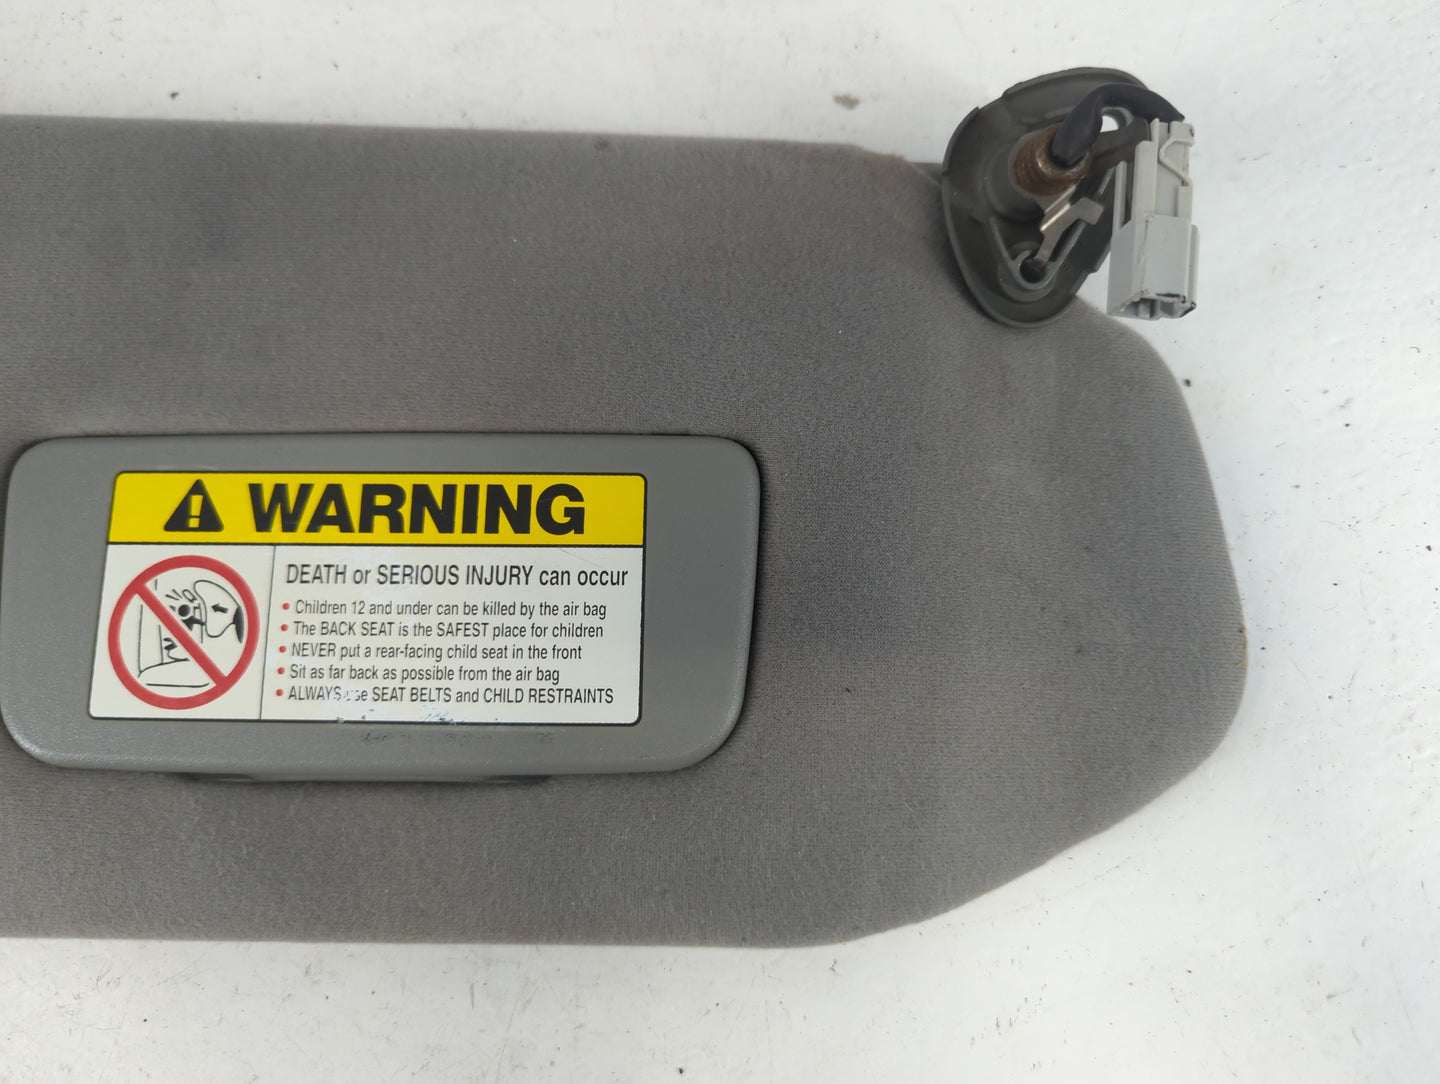 WARNING
DEATH or SERIOUS INJURY can occur
• Children 12 and under can be killed by the air bag
• The BACK SEAT is the SAFEST place for children
• NEVER put a rear-facing child seat in the front
• Sit as far back as possible from the air bag
• ALWAYS use SEAT BELTS and CHILD RESTRAINTS